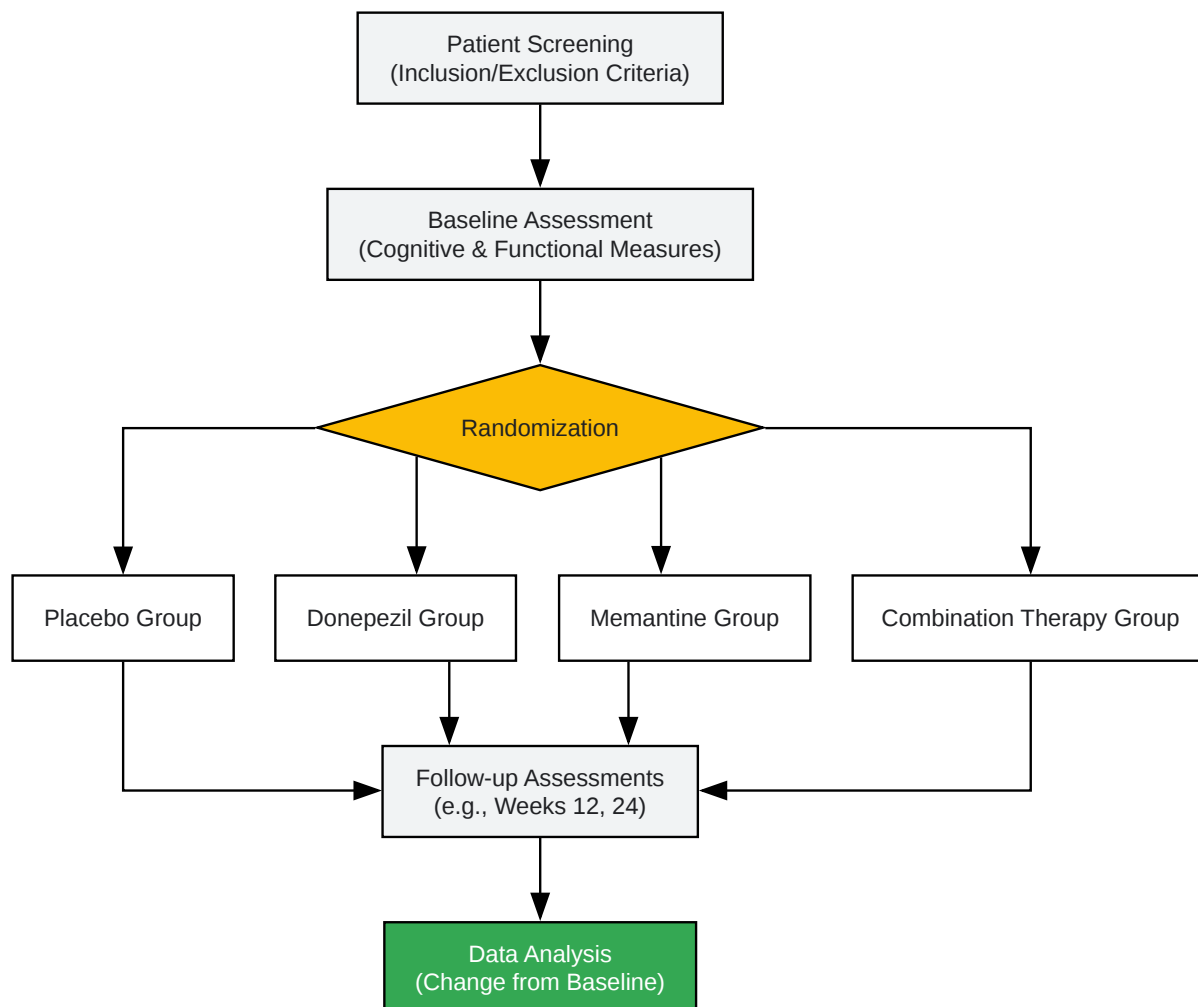 Patient Screening
(Inclusion/Exclusion Criteria)
Baseline Assessment
(Cognitive & Functional Measures)
Randomization
Placebo Group
Donepezil Group
Memantine Group
Combination Therapy Group
Follow-up Assessments
(e.g., Weeks 12, 24)
Data Analysis
(Change from Baseline)